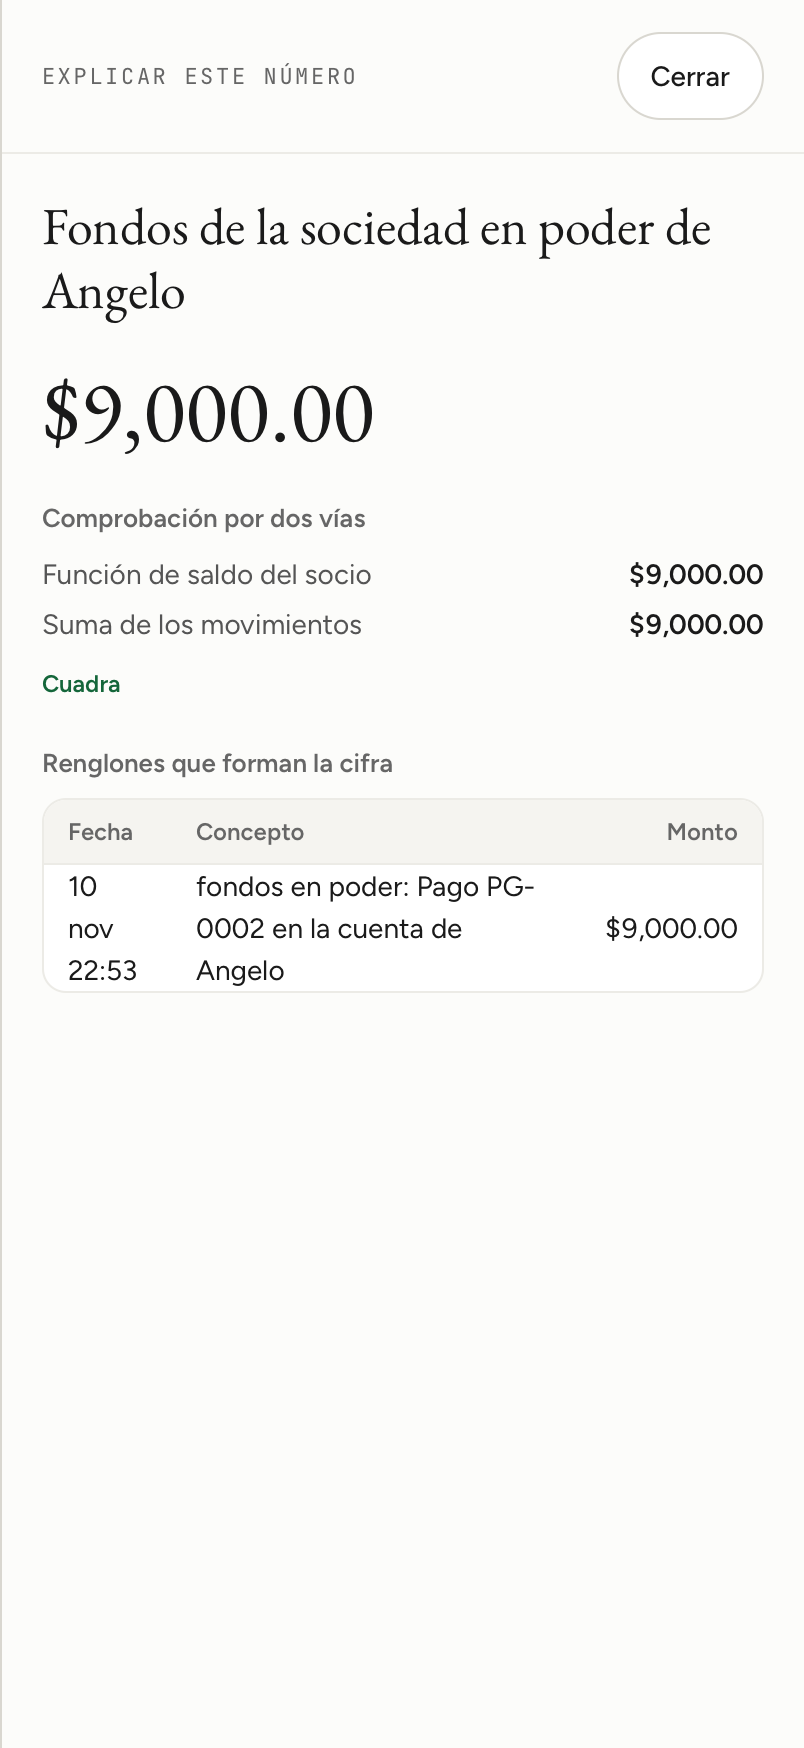 EXPLICAR ESTE NÚMERO
Cerrar
Fondos de la sociedad en poder de
Angelo
$9,000.00
Comprobación por dos vías
Función de saldo del socio $9,000.00
Suma de los movimientos $9,000.00
Cuadra
Renglones que forman la cifra
Fecha Concepto Monto
10 fondos en poder: Pago PG-
nov 0002 en la cuenta de $9,000.00
22:53 Angelo